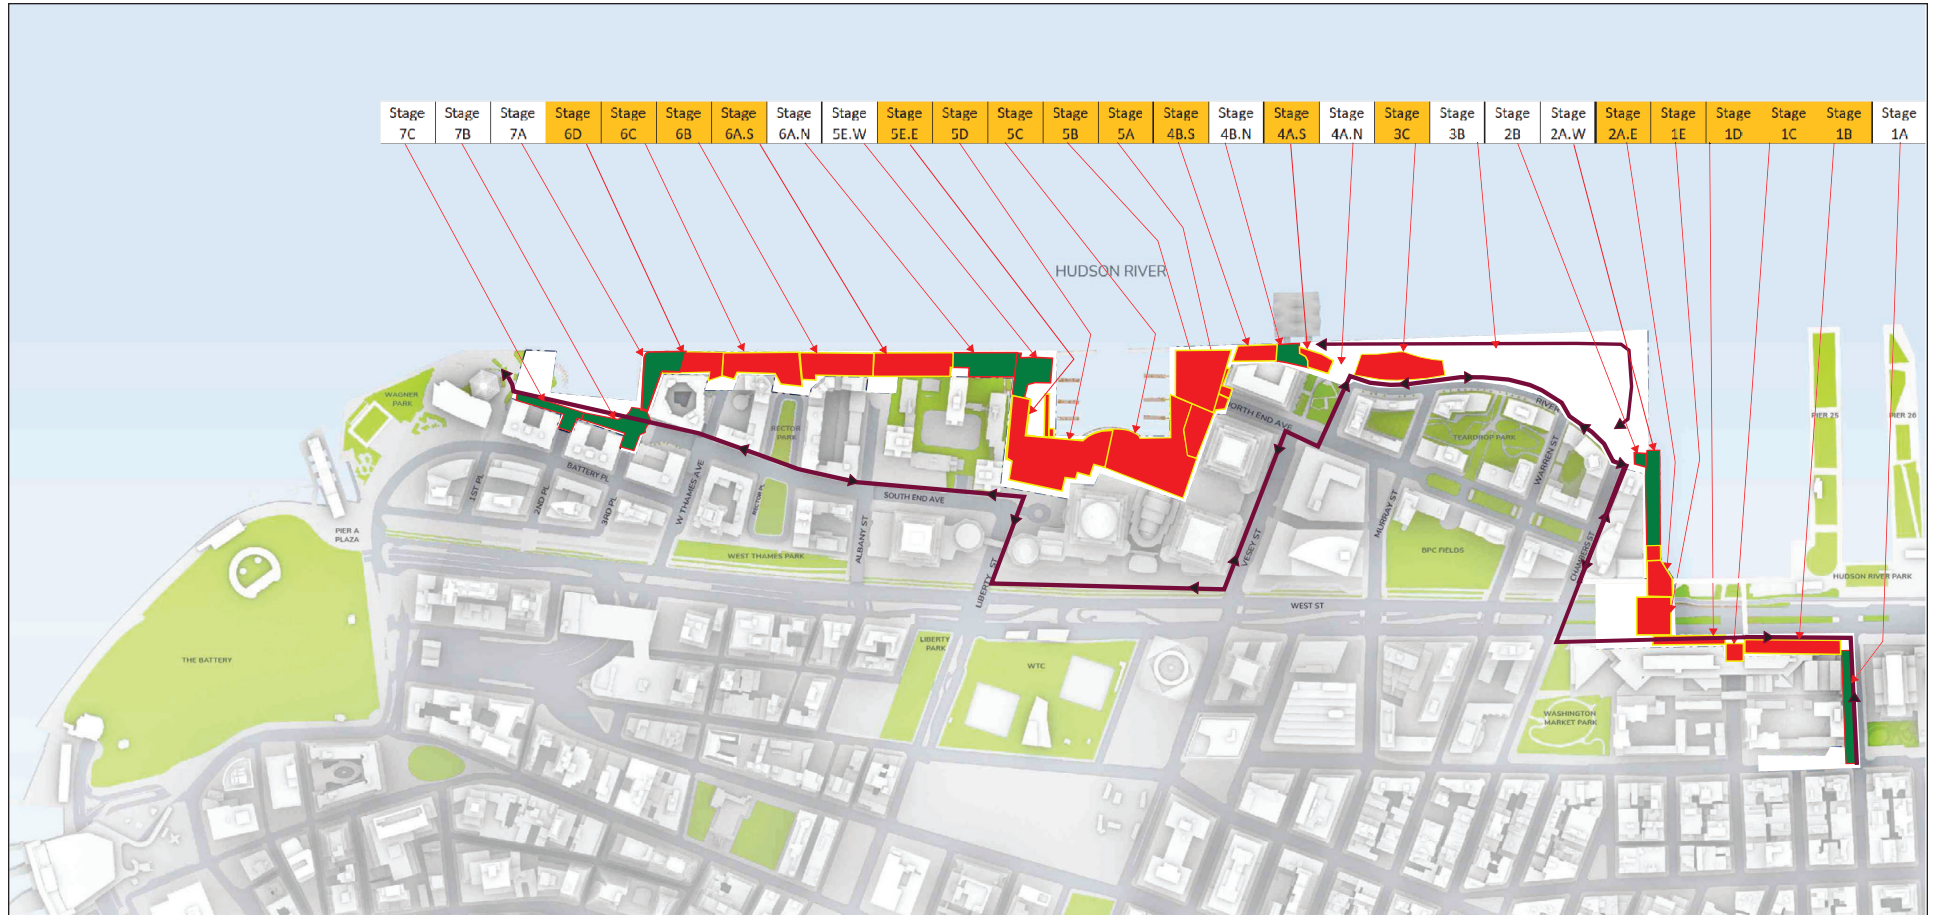 Stage Stage Stage Stage Stage Stage Stage Stage Stage Stage Stage Stage Stage Stage Stage Stage Stage Stage Stage Stage Stage Stage Stage Stage Stage Stage Stage Stage
7C 7B 7A 6D 6C 6B 6A.S 6A.N 5E.W 5E.E 5D 5C 5B 5A 4B.S 4B.N 4A.S 4A.N 3C 3B 2B 2A.W 2A.E 1E 1D 1C 1B 1A
HUDSON RIVER
WAGNER
PARK
RECTOR
PARK
NORTH END AVE
RIVER
TEARDROP PARK
WARREN ST
PIER 25
PIER 26
BATTERY PL
1ST PL
2ND PL
3RD PL
W THAMES AVE
RECTOR PL
SOUTH END AVE
ALBANY ST
PIER A
PLAZA
WEST THAMES PARK
LIBERTY ST
VESEY ST
MURRAY ST
BPC FIELDS
CHAMBERS ST
HUDSON RIVER PARK
WEST ST
THE BATTERY
LIBERTY
PARK
WTC
WASHINGTON
MARKET PARK